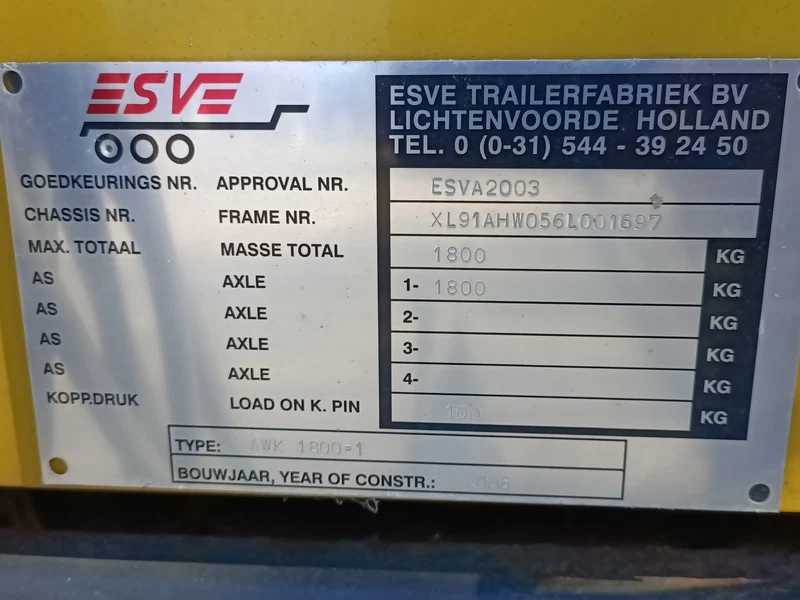 ESVE
ESVE TRAILERFABRIEK BV
LICHTENVOORDE HOLLAND
TEL. 0 (0-31) 544 - 39 24 50
GOEDKEURINGS NR. APPROVAL NR. ESVA2003
CHASSIS NR. FRAME NR. XL91AHW056L001697
MAX. TOTAAL MASSE TOTAL 1800 KG
AS AXLE 1- 1800 KG
AS AXLE 2- KG
AS AXLE 3- KG
AS AXLE 4- KG
KOPP.DRUK LOAD ON K. PIN 100 KG
TYPE: AWK 1800-1
BOUWJAAR, YEAR OF CONSTR.: 2006